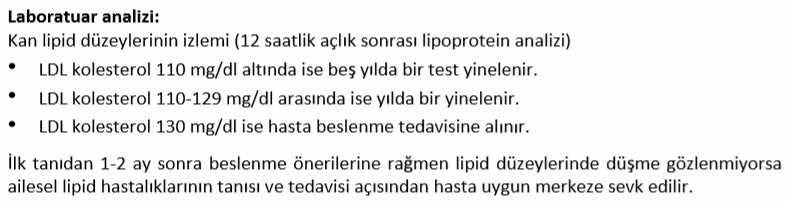 Laboratuar analizi:
Kan lipid düzeylerinin izlemi (12 saatlik açlık sonrası lipoprotein analizi)
• LDL kolesterol 110 mg/dl altında ise beş yılda bir test yinelenir.
• LDL kolesterol 110-129 mg/dl arasında ise yılda bir yinelenir.
• LDL kolesterol 130 mg/dl ise hasta beslenme tedavisine alınır.
İlk tanıdan 1-2 ay sonra beslenme önerilerine rağmen lipid düzeylerinde düşme gözlenmiyorsa
ailesel lipid hastalıklarının tanısı ve tedavisi açısından hasta uygun merkeze sevk edilir.